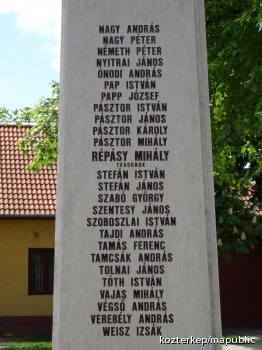 NAGY ANDRÁS
NAGY PÉTER
NÉMETH PÉTER
NYITRAI JÁNOS
ÓNODI ANDRÁS
PAP ISTVÁN
PAPP JÓZSEF
PÁSZTOR ISTVÁN
PÁSZTOR JÁNOS
PÁSZTOR KÁROLY
PÁSZTOR MIHÁLY
RÉPÁSY MIHÁLY
TÁBORNOK
STEFÁN ISTVÁN
STEFÁN JÁNOS
SZABÓ GYÖRGY
SZENTESY JÁNOS
SZOBOSZLAI ISTVÁN
TAJDI ANDRÁS
TAMÁS FERENC
TAMCSÁK ANDRÁS
TOLNAI JÁNOS
TÓTH ISTVÁN
VAJAS MIHÁLY
VÉGSŐ ANDRÁS
VEREBÉLY ANDRÁS
WEISZ IZSÁK
kozterkep/mapublic